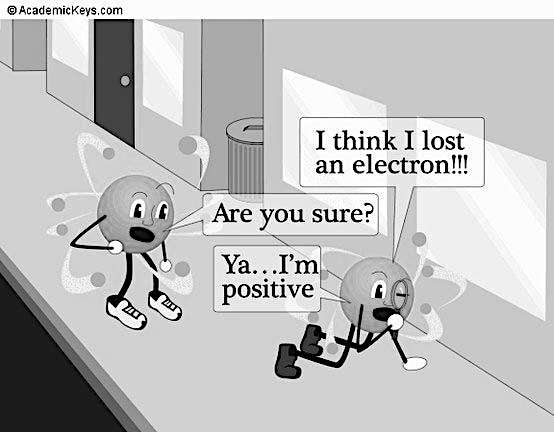 © AcademicKeys.com
I think I lost
an electron!!!
Are you sure?
Ya...I'm
positive